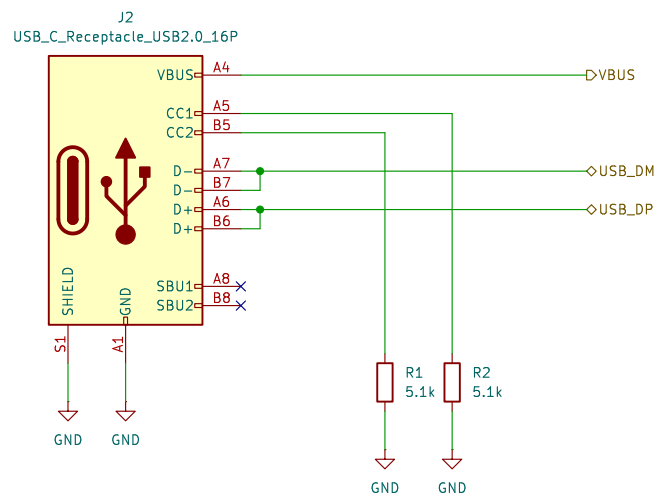 J2
USB_C_Receptacle_USB2.0_16P
VBUS A4 VBUS
CC1 A5
CC2 B5
D- A7 USB_DM
D- B7
D+ A6 USB_DP
D+ B6
SBU1 A8
SBU2 B8
SHIELD
GND
S1
A1
R1
5.1k
R2
5.1k
GND
GND
GND
GND